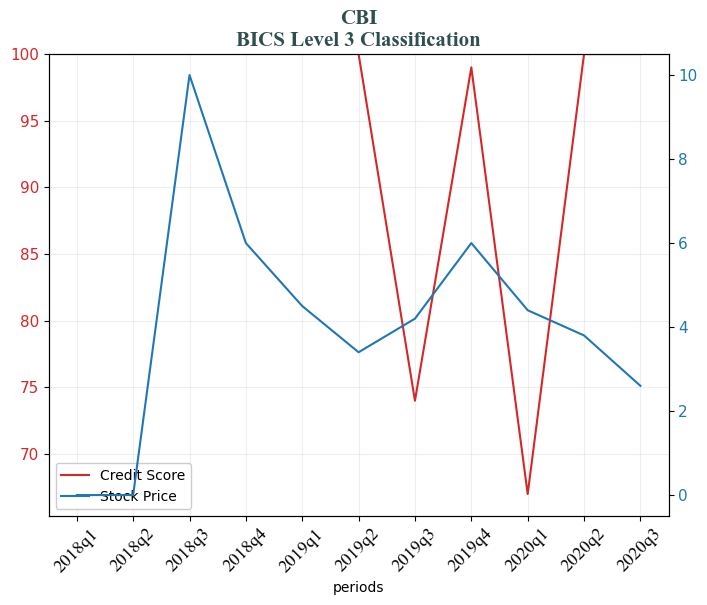 CBI
BICS Level 3 Classification
100
95
90
85
80
75
70
10
8
6
4
2
0
Credit Score
Stock Price
2018q1
2018q2
2018q3
2018q4
2019q1
2019q2
2019q3
2019q4
2020q1
2020q2
2020q3
periods